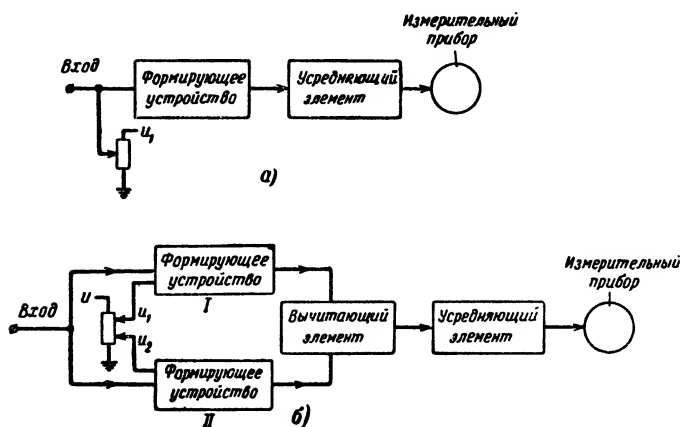 Измерительный
прибор
Вход
Формирующее
устройство
Усредняющий
элемент
u₁
а)
Формирующее
устройство
I
Измерительный
прибор
Вход
u
u₁
u₂
Вычитающий
элемент
Усредняющий
элемент
Формирующее
устройство
II
б)